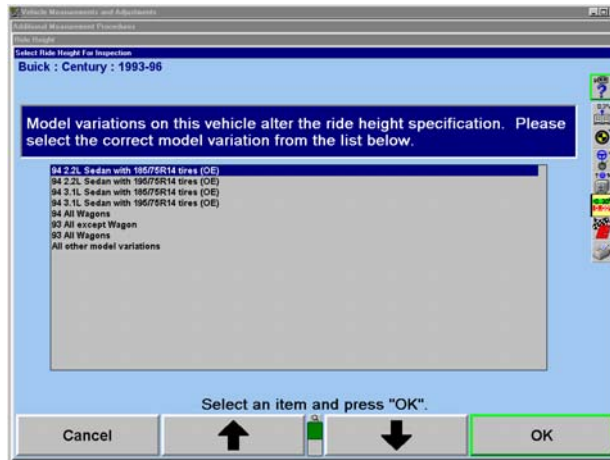 Vehicle Measurements and Adjustments
Additional Measurement Procedures
Ride Height
Select Ride Height For Inspection
Buick : Century : 1993-96
Model variations on this vehicle alter the ride height specification. Please
select the correct model variation from the list below.
94 2.2L Sedan with 185/75R14 tires (OE)
94 2.2L Sedan with 195/75R14 tires (OE)
94 3.1L Sedan with 185/75R14 tires (OE)
94 3.1L Sedan with 195/75R14 tires (OE)
94 All Wagons
93 All except Wagon
93 All Wagons
All other model variations
Select an item and press "OK".
Cancel
OK